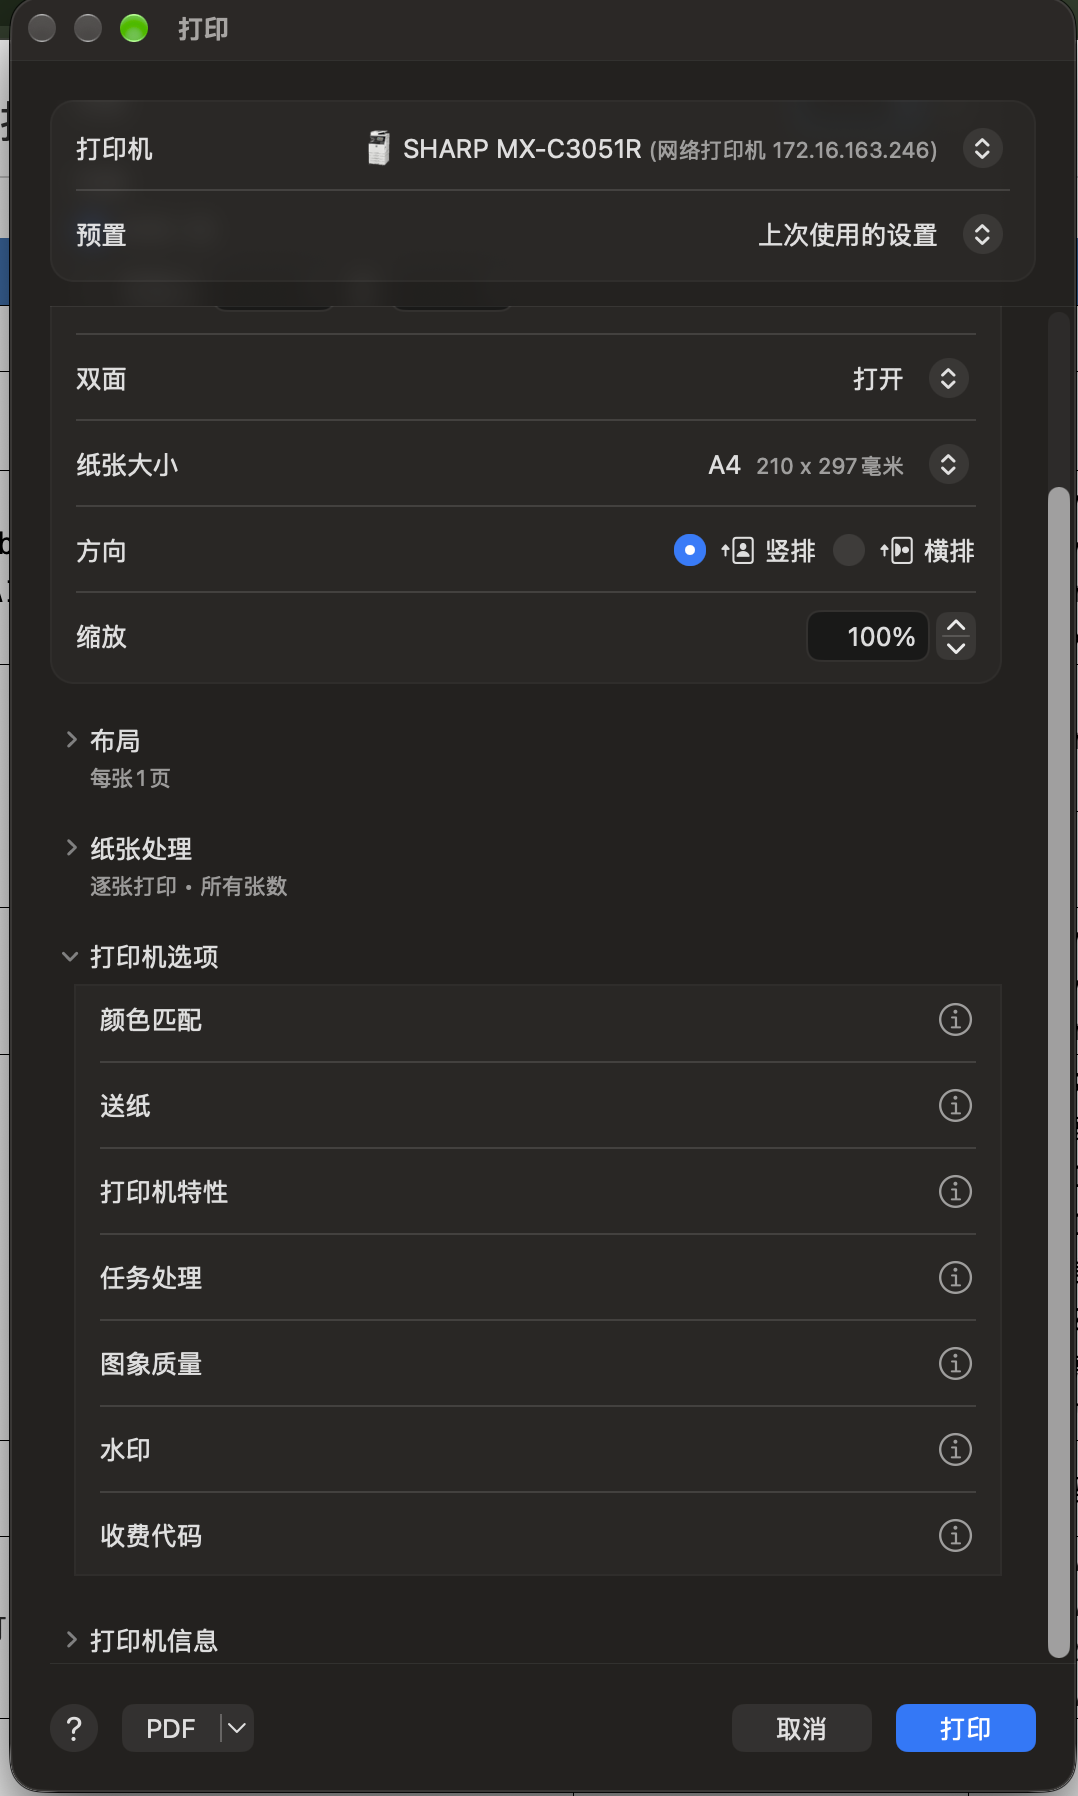 打印
打印机 SHARP MX-C3051R (网络打印机 172.16.163.246)
预置 上次使用的设置
双面 打开
纸张大小 A4 210 x 297 毫米
方向 竖排 横排
缩放 100%
布局
每张 1 页
纸张处理
逐张打印 • 所有张数
打印机选项
颜色匹配
送纸
打印机特性
任务处理
图象质量
水印
收费代码
打印机信息
? PDF 取消 打印